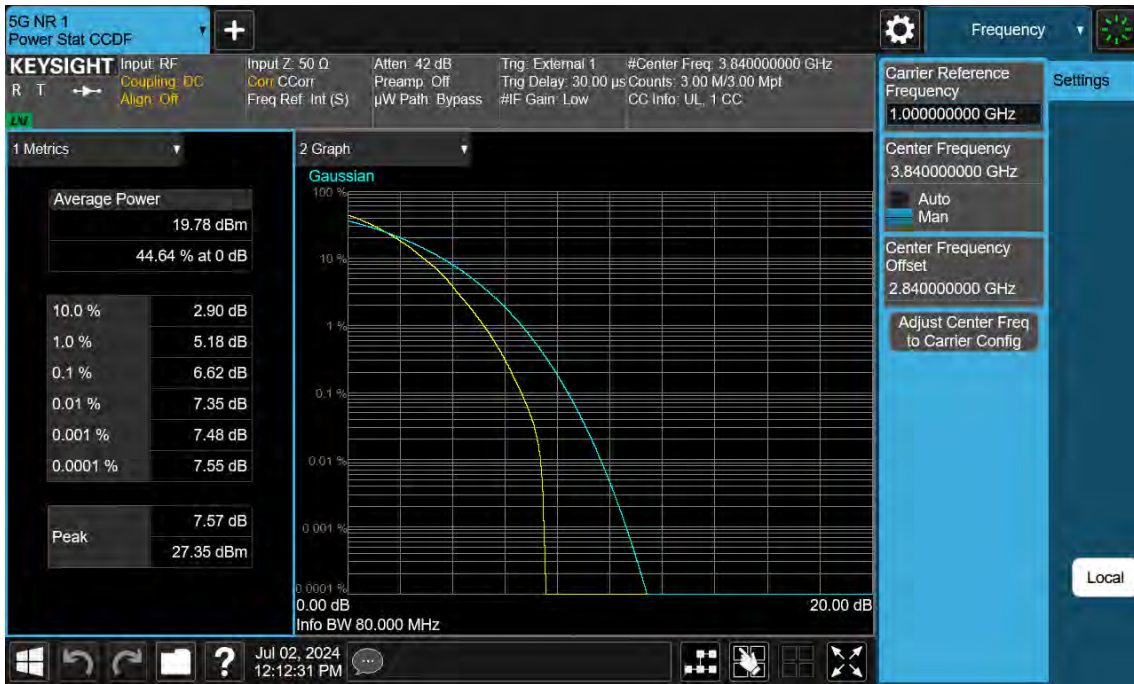 5G NR 1
Power Stat CCDF
+
Frequency
KEYSIGHT
R T
LNI
Input: RF
Coupling: DC
Align: Off
Input Z: 50 Ω
Corr CCorr
Freq Ref: Int (S)
Atten: 42 dB
Preamp: Off
µW Path: Bypass
Trig: External 1
Trig Delay: 30.00 µs
#IF Gain: Low
#Center Freq: 3.840000000 GHz
Counts: 3.00 M/3.00 Mpt
CC Info: UL, 1 CC
1 Metrics
Average Power
19.78 dBm
44.64 % at 0 dB
10.0 % 2.90 dB
1.0 % 5.18 dB
0.1 % 6.62 dB
0.01 % 7.35 dB
0.001 % 7.48 dB
0.0001 % 7.55 dB
Peak 7.57 dB
27.35 dBm
2 Graph
Gaussian
100 %
10 %
1 %
0.1 %
0.01 %
0.001 %
0.0001 %
0.00 dB 20.00 dB
Info BW 80.000 MHz
Carrier Reference
Frequency
1.000000000 GHz
Center Frequency
3.840000000 GHz
Auto
Man
Center Frequency
Offset
2.840000000 GHz
Adjust Center Freq
to Carrier Config
Settings
Local
?
Jul 02, 2024
12:12:31 PM